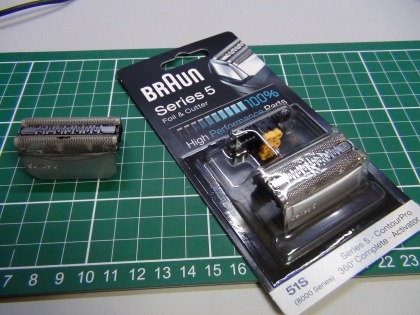 BRAUN
Series 5
Foil & Cutter
100%
High Performance Parts
51S
(8000 Series)
Series 5 · ContourPro
360° Complete · Activator
7 8 9 10 11 12 13 14 15 16 17 22 23